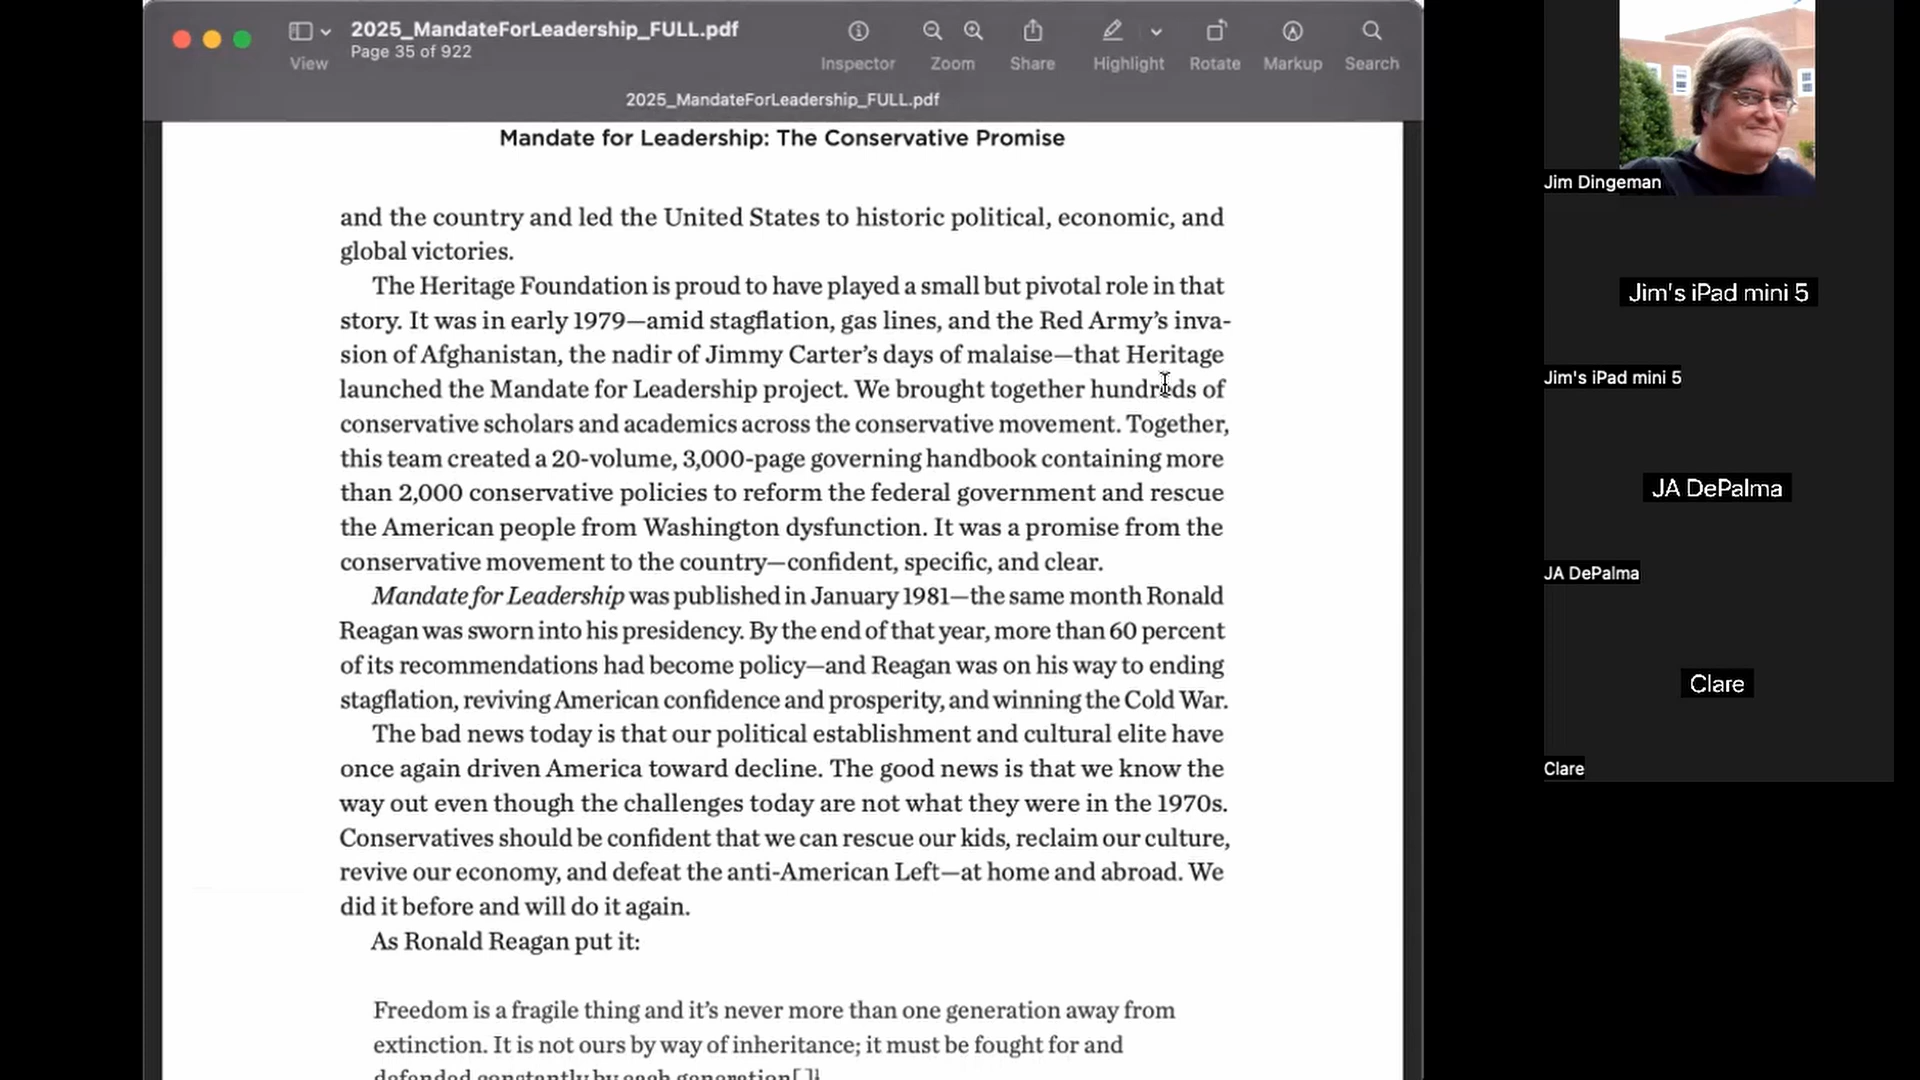 2025_MandateForLeadership_FULL.pdf
Page 35 of 922
View
Inspector
Zoom
Share
Highlight
Rotate
Markup
Search
2025_MandateForLeadership_FULL.pdf
Mandate for Leadership: The Conservative Promise
and the country and led the United States to historic political, economic, and
global victories.
The Heritage Foundation is proud to have played a small but pivotal role in that
story. It was in early 1979—amid stagflation, gas lines, and the Red Army’s inva-
sion of Afghanistan, the nadir of Jimmy Carter’s days of malaise—that Heritage
launched the Mandate for Leadership project. We brought together hundreds of
conservative scholars and academics across the conservative movement. Together,
this team created a 20-volume, 3,000-page governing handbook containing more
than 2,000 conservative policies to reform the federal government and rescue
the American people from Washington dysfunction. It was a promise from the
conservative movement to the country—confident, specific, and clear.
Mandate for Leadership was published in January 1981—the same month Ronald
Reagan was sworn into his presidency. By the end of that year, more than 60 percent
of its recommendations had become policy—and Reagan was on his way to ending
stagflation, reviving American confidence and prosperity, and winning the Cold War.
The bad news today is that our political establishment and cultural elite have
once again driven America toward decline. The good news is that we know the
way out even though the challenges today are not what they were in the 1970s.
Conservatives should be confident that we can rescue our kids, reclaim our culture,
revive our economy, and defeat the anti-American Left—at home and abroad. We
did it before and will do it again.
As Ronald Reagan put it:
Freedom is a fragile thing and it’s never more than one generation away from
extinction. It is not ours by way of inheritance; it must be fought for and
defended constantly by each generation[.]¹
Jim Dingeman
Jim's iPad mini 5
Jim's iPad mini 5
JA DePalma
JA DePalma
Clare
Clare